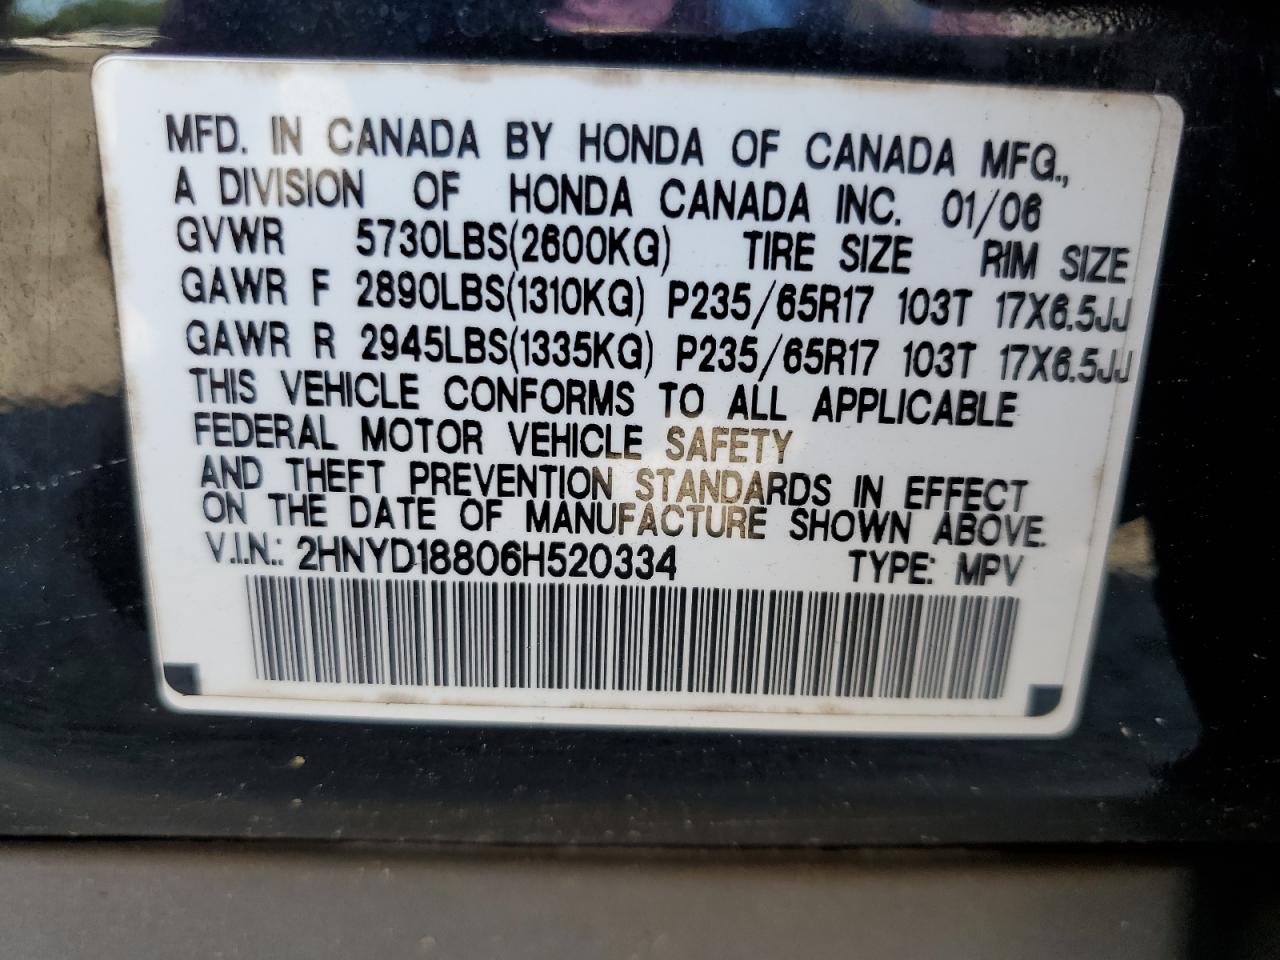 MFD. IN CANADA BY HONDA OF CANADA MFG.,
A DIVISION OF HONDA CANADA INC. 01/06
GVWR 5730LBS(2600KG) TIRE SIZE RIM SIZE
GAWR F 2890LBS(1310KG) P235/65R17 103T 17X6.5JJ
GAWR R 2945LBS(1335KG) P235/65R17 103T 17X6.5JJ
THIS VEHICLE CONFORMS TO ALL APPLICABLE
FEDERAL MOTOR VEHICLE SAFETY
AND THEFT PREVENTION STANDARDS IN EFFECT
ON THE DATE OF MANUFACTURE SHOWN ABOVE.
V.I.N.: 2HNYD18806H520334 TYPE: MPV